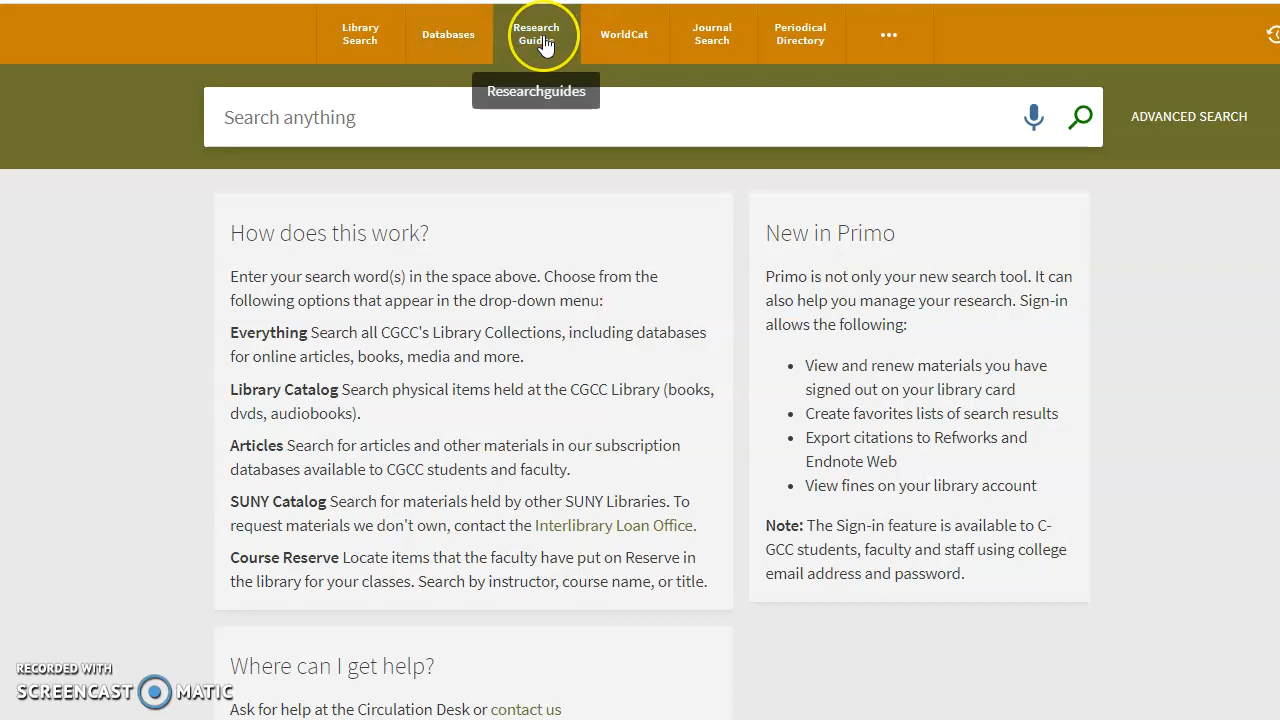 Library
Search
Databases
Research
Guides
WorldCat
Journal
Search
Periodical
Directory
Researchguides
Search anything
ADVANCED SEARCH
How does this work?
Enter your search word(s) in the space above. Choose from the
following options that appear in the drop-down menu:
Everything Search all CGCC's Library Collections, including databases
for online articles, books, media and more.
Library Catalog Search physical items held at the CGCC Library (books,
dvds, audiobooks).
Articles Search for articles and other materials in our subscription
databases available to CGCC students and faculty.
SUNY Catalog Search for materials held by other SUNY Libraries. To
request materials we don't own, contact the Interlibrary Loan Office.
Course Reserve Locate items that the faculty have put on Reserve in
the library for your classes. Search by instructor, course name, or title.
New in Primo
Primo is not only your new search tool. It can
also help you manage your research. Sign-in
allows the following:
• View and renew materials you have
signed out on your library card
• Create favorites lists of search results
• Export citations to Refworks and
Endnote Web
• View fines on your library account
Note: The Sign-in feature is available to C-
GCC students, faculty and staff using college
email address and password.
Where can I get help?
Ask for help at the Circulation Desk or contact us
RECORDED WITH
SCREENCAST MATIC